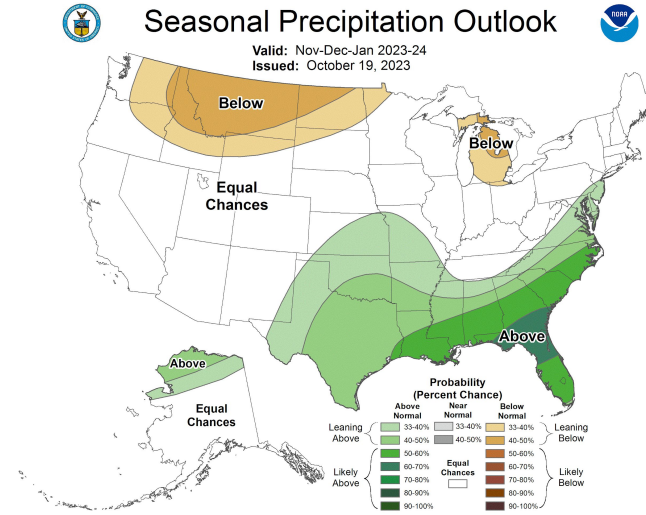 Seasonal Precipitation Outlook
NOAA
Valid: Nov-Dec-Jan 2023-24
Issued: October 19, 2023
Below
Below
Equal
Chances
Above
Above
Equal
Chances
Probability
(Percent Chance)
Above Normal
Near Normal
Below Normal
Leaning Above
33-40%
33-40%
33-40%
Leaning Below
40-50%
40-50%
40-50%
Likely Above
50-60%
Equal Chances
50-60%
Likely Below
60-70%
60-70%
70-80%
70-80%
80-90%
80-90%
90-100%
90-100%